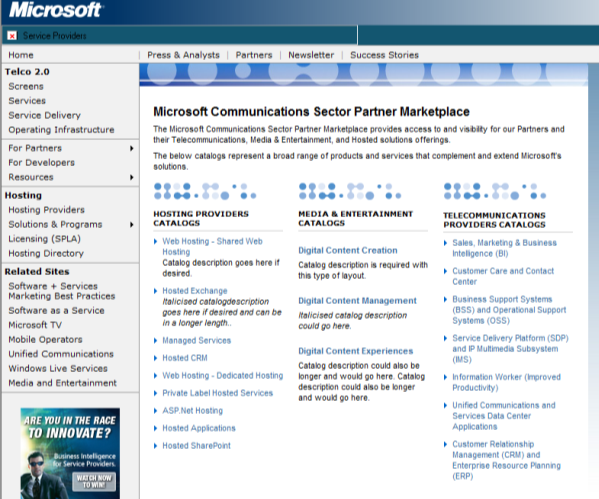 Microsoft
Service Providers
Home
Press & Analysts
Partners
Newsletter
Success Stories
Telco 2.0
Screens
Services
Service Delivery
Operating Infrastructure
For Partners
For Developers
Resources
Hosting
Hosting Providers
Solutions & Programs
Licensing (SPLA)
Hosting Directory
Related Sites
Software + Services
Marketing Best Practices
Software as a Service
Microsoft TV
Mobile Operators
Unified Communications
Windows Live Services
Media and Entertainment
ARE YOU IN THE RACE
TO INNOVATE?
Business Intelligence
for Service Providers.
WATCH NOW
TO WIN!
Microsoft Communications Sector Partner Marketplace
The Microsoft Communications Sector Partner Marketplace provides access to and visibility for our Partners and
their Telecommunications, Media & Entertainment, and Hosted solutions offerings.
The below catalogs represent a broad range of products and services that complement and extend Microsoft's
solutions.
HOSTING PROVIDERS
CATALOGS
Web Hosting - Shared Web
Hosting
Catalog description goes here if
desired.
Hosted Exchange
Italicised catalogdescription
goes here if desired and can be
in a longer length..
Managed Services
Hosted CRM
Web Hosting - Dedicated Hosting
Private Label Hosted Services
ASP.Net Hosting
Hosted Applications
Hosted SharePoint
MEDIA & ENTERTAINMENT
CATALOGS
Digital Content Creation
Catalog description is required with
this type of layout.
Digital Content Management
Italicised catalog description
could go here.
Digital Content Experiences
Catalog description could also be
longer and would go here. Catalog
description could also be longer
and would go here.
TELECOMMUNICATIONS
PROVIDERS CATALOGS
Sales, Marketing & Business
Intelligence (BI)
Customer Care and Contact
Center
Business Support Systems
(BSS) and Operational Support
Systems (OSS)
Service Delivery Platform (SDP)
and IP Multimedia Subsystem
(IMS)
Information Worker (Improved
Productivity)
Unified Communications and
Services Data Center
Applications
Customer Relationship
Management (CRM) and
Enterprise Resource Planning
(ERP)